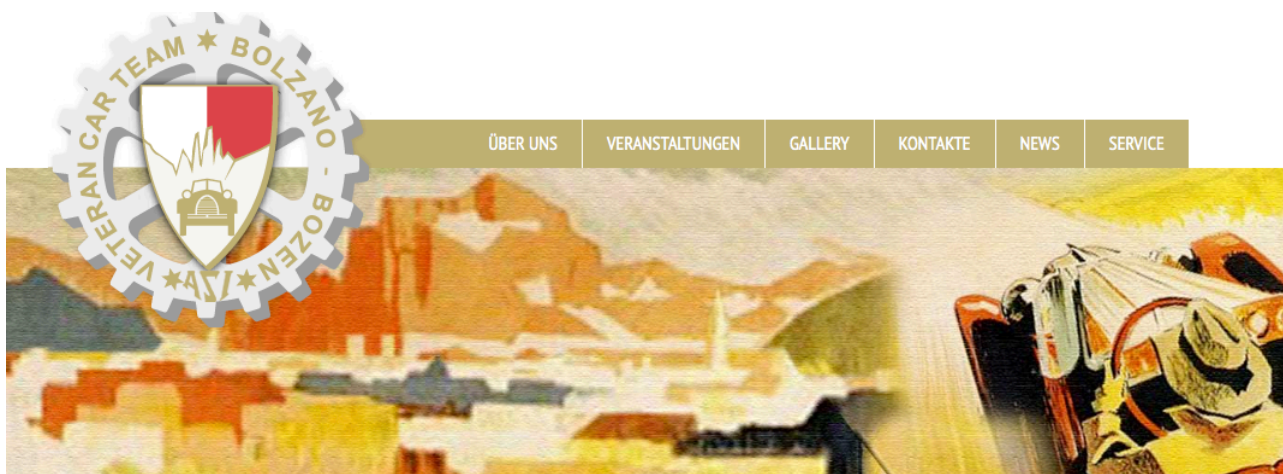 VETERAN CAR TEAM ★ BOLZANO - BOZEN
★ ASI ★
ÜBER UNS
VERANSTALTUNGEN
GALLERY
KONTAKTE
NEWS
SERVICE